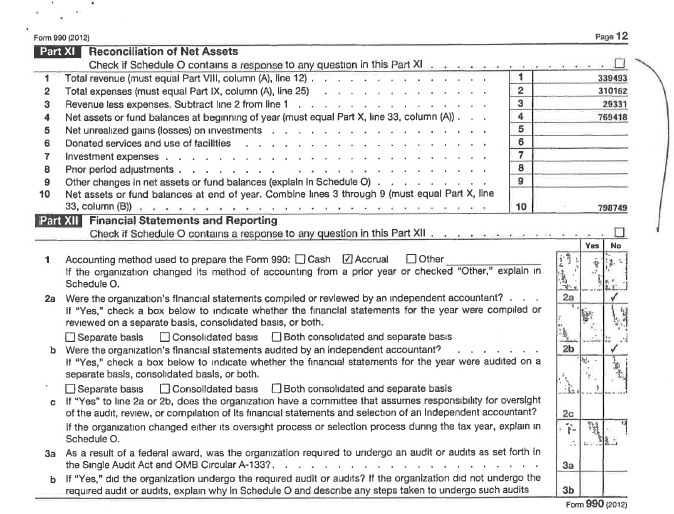 Form 990 (2012) Page 12
Part XI Reconciliation of Net Assets
Check if Schedule O contains a response to any question in this Part XI . . . . . . . . . . . . . ☐
1 Total revenue (must equal Part VIII, column (A), line 12) . . . . . . . . . . . 1 339493
2 Total expenses (must equal Part IX, column (A), line 25) . . . . . . . . . . . 2 310162
3 Revenue less expenses. Subtract line 2 from line 1 . . . . . . . . . . . 3 29331
4 Net assets or fund balances at beginning of year (must equal Part X, line 33, column (A)) . . . 4 769418
5 Net unrealized gains (losses) on investments . . . . . . . . . . . 5
6 Donated services and use of facilities . . . . . . . . . . . 6
7 Investment expenses . . . . . . . . . . . 7
8 Prior period adjustments . . . . . . . . . . . 8
9 Other changes in net assets or fund balances (explain in Schedule O) . . . . . . . 9
10 Net assets or fund balances at end of year. Combine lines 3 through 9 (must equal Part X, line
33, column (B)) . . . . . . . . . . . 10 798749
Part XII Financial Statements and Reporting
Check if Schedule O contains a response to any question in this Part XII . . . . . . . . . . . . . ☐
Yes No
1 Accounting method used to prepare the Form 990: ☐ Cash ☑ Accrual ☐ Other
If the organization changed its method of accounting from a prior year or checked "Other," explain in
Schedule O.
2a Were the organization's financial statements compiled or reviewed by an independent accountant? . . . 2a ✓
If "Yes," check a box below to indicate whether the financial statements for the year were compiled or
reviewed on a separate basis, consolidated basis, or both.
☐ Separate basis ☐ Consolidated basis ☐ Both consolidated and separate basis
b Were the organization's financial statements audited by an independent accountant? . . . . . . . 2b ✓
If "Yes," check a box below to indicate whether the financial statements for the year were audited on a
separate basis, consolidated basis, or both.
☐ Separate basis ☐ Consolidated basis ☐ Both consolidated and separate basis
c If "Yes" to line 2a or 2b, does the organization have a committee that assumes responsibility for oversight
of the audit, review, or compilation of its financial statements and selection of an independent accountant? 2c
If the organization changed either its oversight process or selection process during the tax year, explain in
Schedule O.
3a As a result of a federal award, was the organization required to undergo an audit or audits as set forth in
the Single Audit Act and OMB Circular A-133? . . . . . . . . . . . 3a
b If "Yes," did the organization undergo the required audit or audits? If the organization did not undergo the
required audit or audits, explain why in Schedule O and describe any steps taken to undergo such audits 3b
Form 990 (2012)